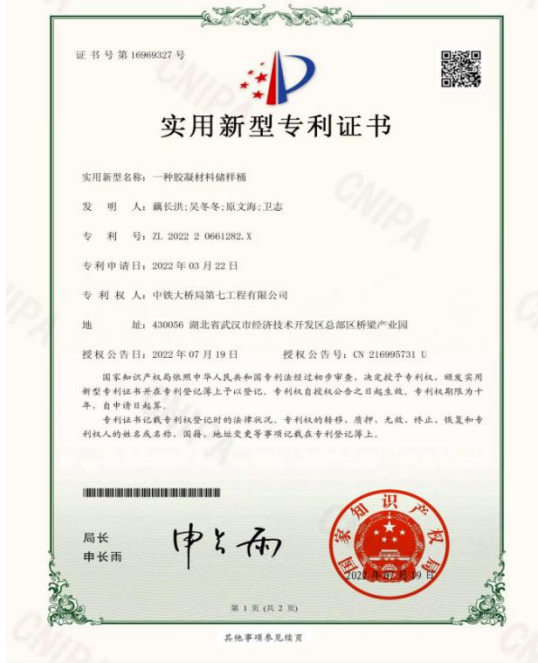 证书号第16969327号
实用新型专利证书
实用新型名称：一种胶凝材料储样桶
发 明 人：藕长洪;吴冬冬;原文海;卫志
专 利 号：ZL 2022 2 0661282.X
专利申请日：2022年03月22日
专 利 权 人：中铁大桥局第七工程有限公司
地 址：430056 湖北省武汉市经济技术开发区总部区桥梁产业园
授权公告日：2022年07月19日 授权公告号：CN 216995731 U
国家知识产权局依照中华人民共和国专利法经过初步审查，决定授予专利权，颁发实用
新型专利证书并在专利登记簿上予以登记。专利权自授权公告之日起生效。专利权期限为十
年，自申请日起算。
专利证书记载专利权登记时的法律状况。专利权的转移、质押、无效、终止、恢复和专
利权人的姓名或名称、国籍、地址变更等事项记载在专利登记簿上。
局长
申长雨
申长雨
国家知识产权局
2022年07月19日
第 1 页 (共 2 页)
其他事项参见续页
CNIPA